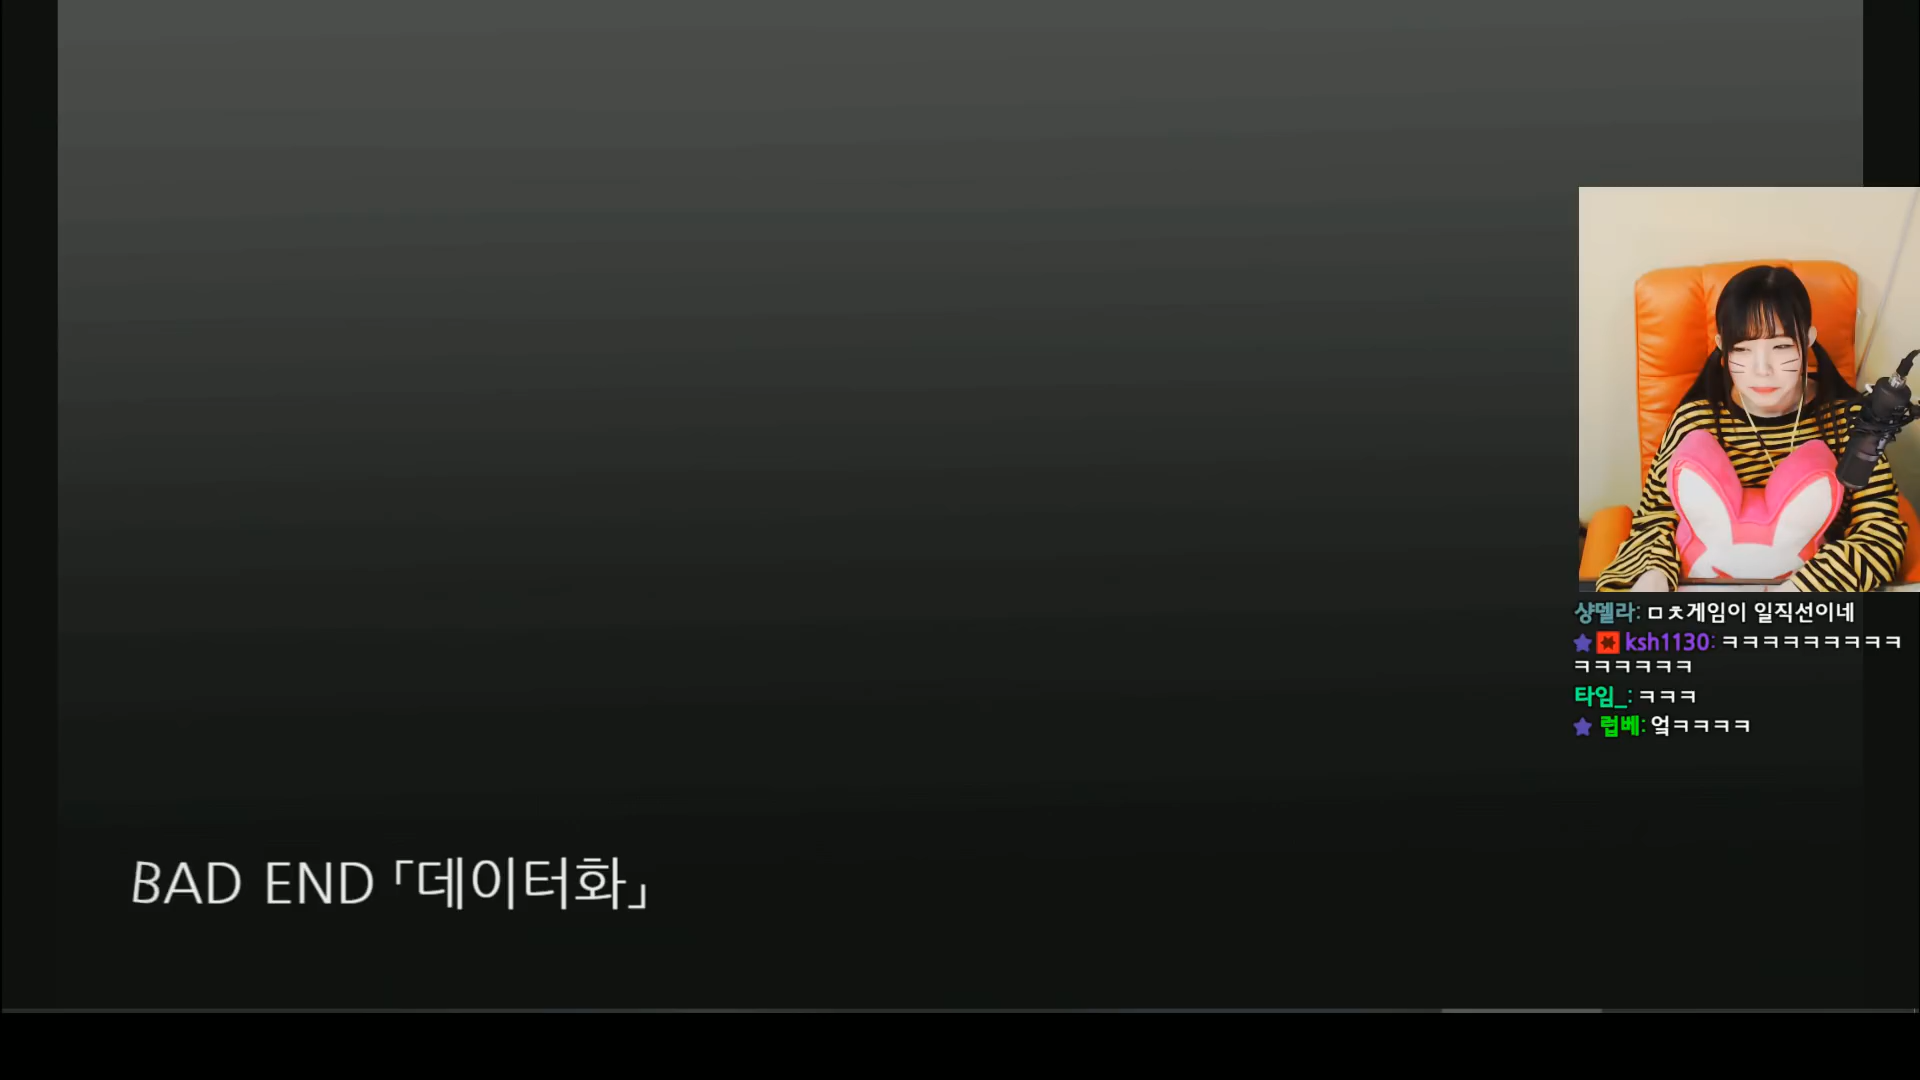 샹델라: ㅁㅊ게임이 일직선이네
ksh1130: ㅋㅋㅋㅋㅋㅋㅋㅋㅋ
ㅋㅋㅋㅋㅋㅋ
타임_: ㅋㅋㅋ
럽베: 엌ㅋㅋㅋㅋ
BAD END 「데이터화」